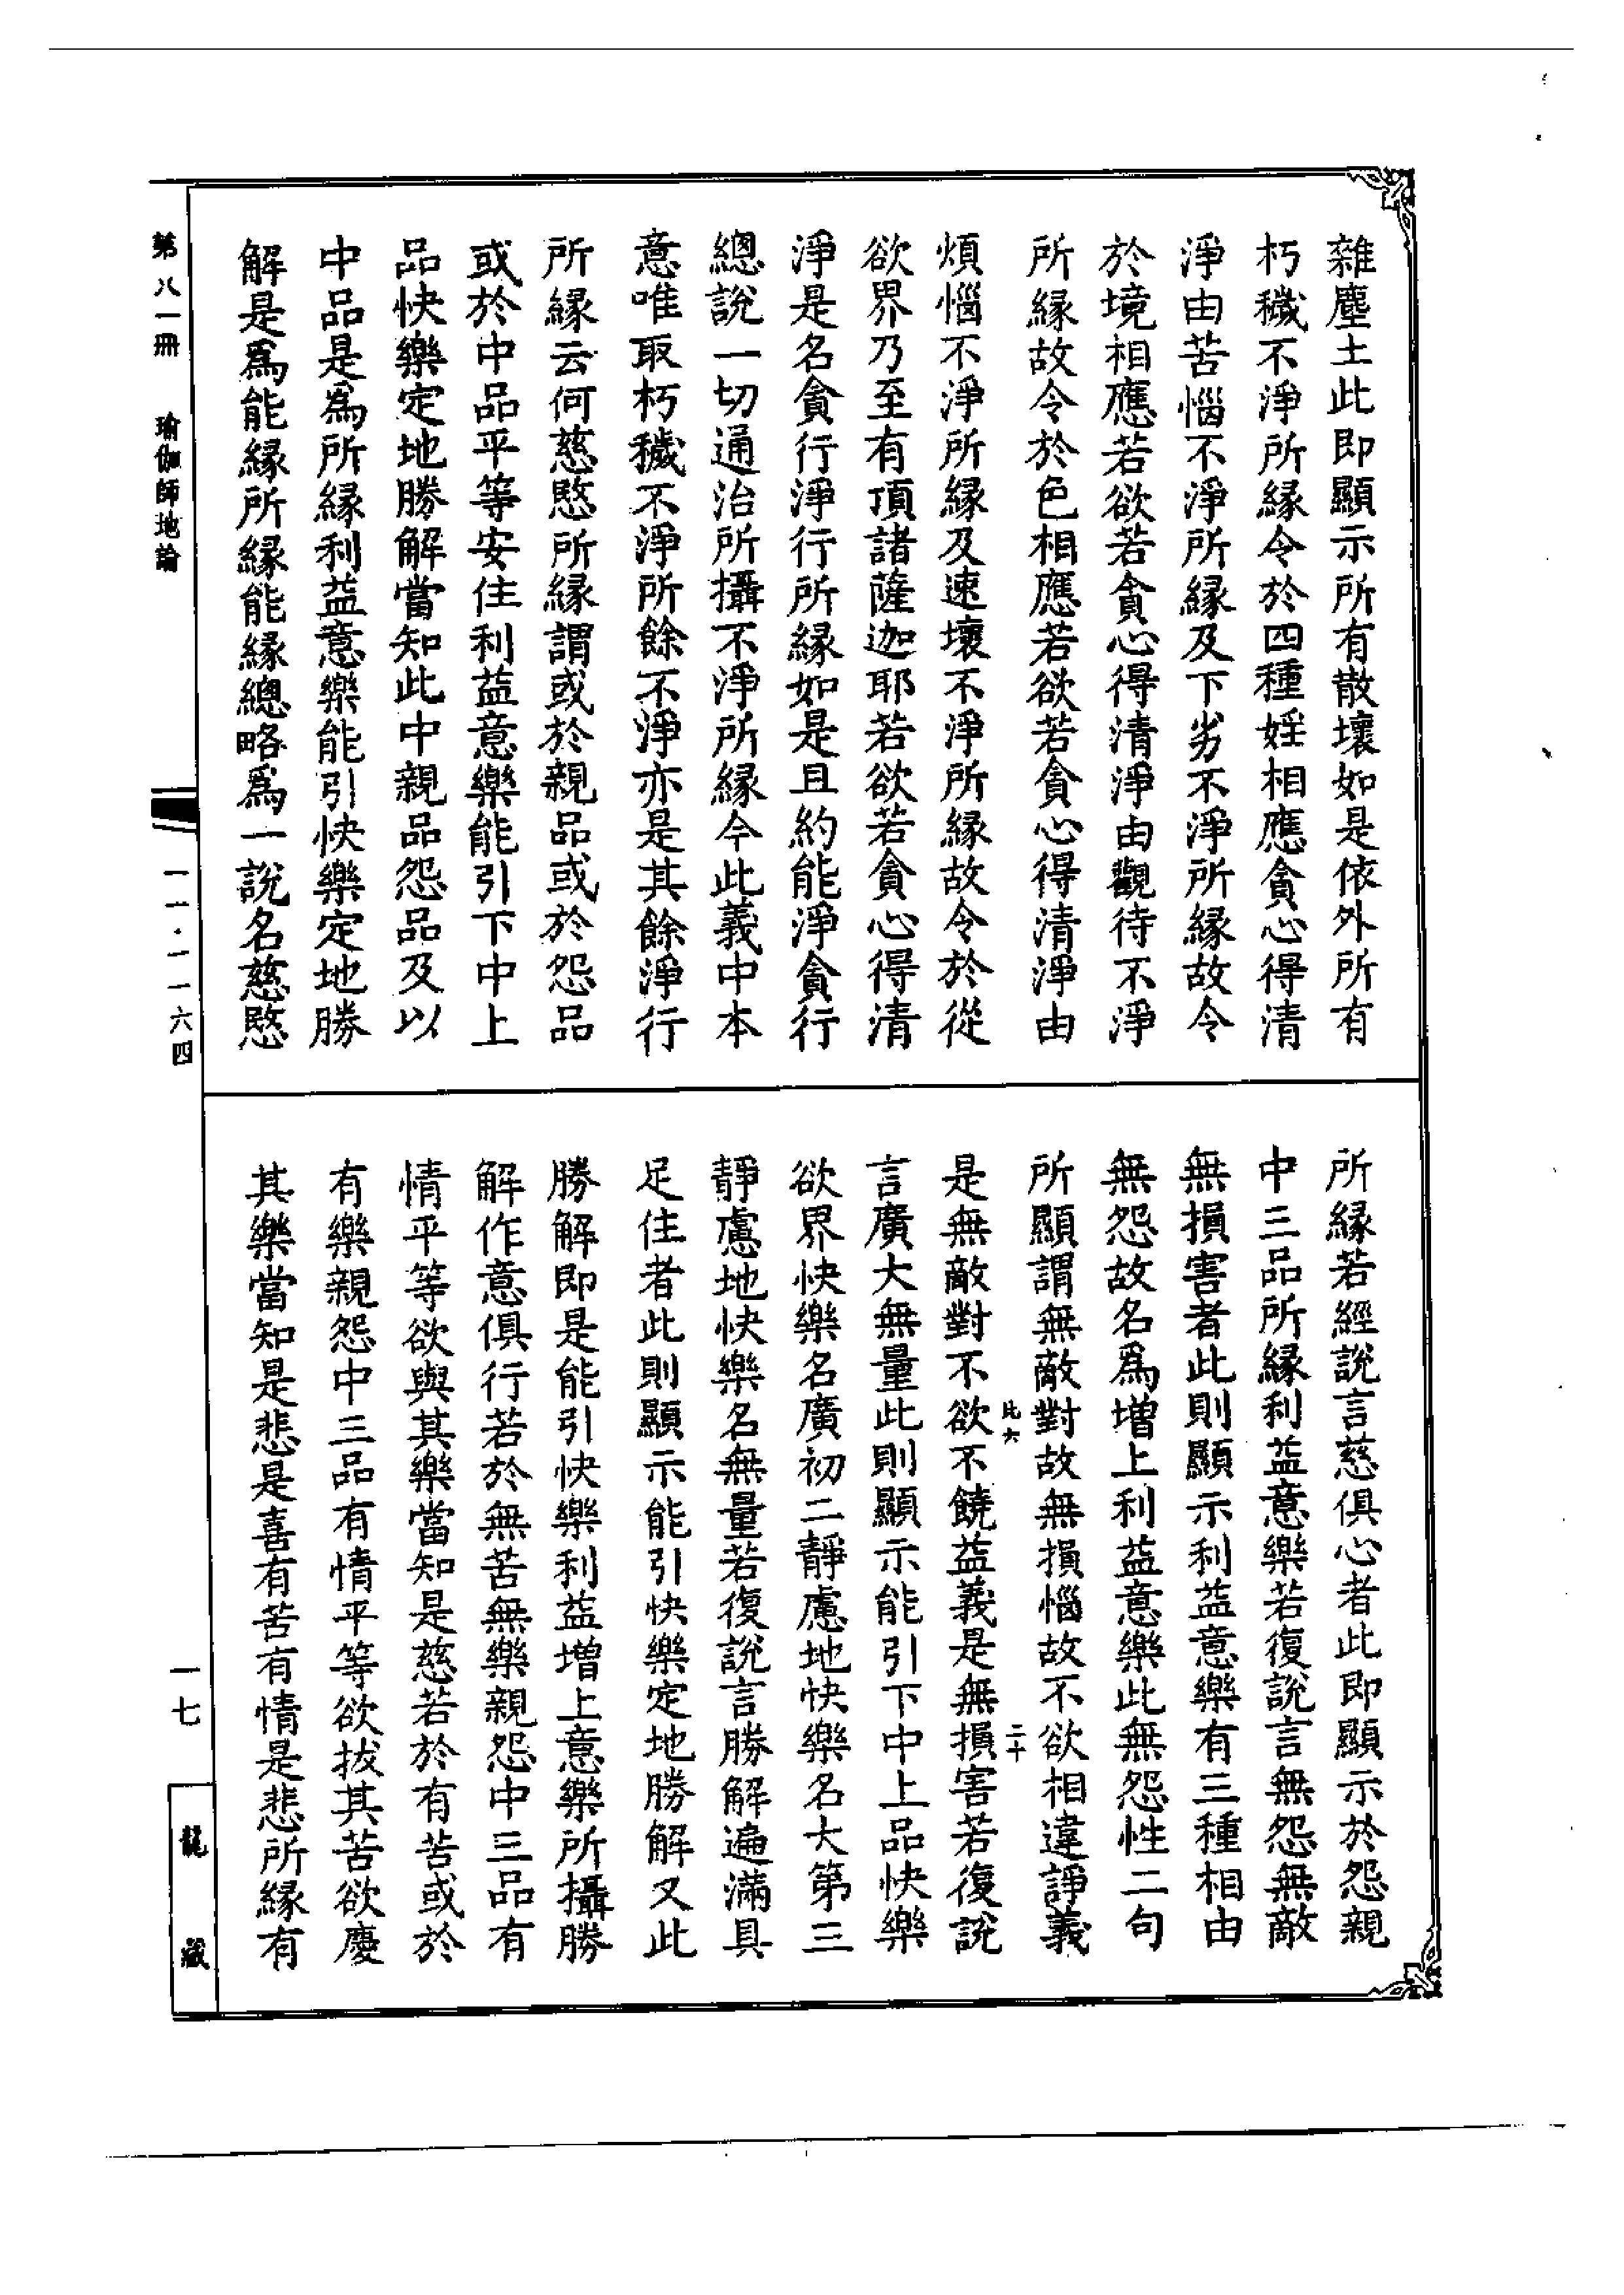 雜塵土此即顯示所有散壞如是依外所有
朽穢不淨所緣令於四種婬相應貪心得清
淨由苦惱不淨所緣及下劣不淨所緣故令
於境相應若欲若貪心得清淨由觀待不淨
所緣故令於色相應若欲若貪心得清淨由
煩惱不淨所緣及速壞不淨所緣故令於從
欲界乃至有頂諸薩迦耶若欲若貪心得清
淨是名貪行淨行所緣如是且約能淨貪行
總說一切通治所攝不淨所緣今此義中本
意唯取朽穢不淨所餘不淨亦是其餘淨行
所緣云何慈愍所緣謂或於親品或於怨品
或於中品平等安住利益意樂能引下中上
品快樂定地勝解當知此中親品怨品及以
中品是為所緣利益意樂能引快樂定地勝
解是為能緣所緣能緣總略為一說名慈愍
所緣若經說言慈俱心者此即顯示於怨親
中三品所緣利益意樂若復說言無怨無敵
無損害者此則顯示利益意樂有三種相由
無怨故名為增上利益意樂此無怨性二句
所顯謂無敵對故無損惱故不欲相違諍義
此六 二十
是無敵對不欲不饒益義是無損害若復說
言廣大無量此則顯示能引下中上品快樂
欲界快樂名廣初二靜慮地快樂名大第三
靜慮地快樂名無量若復說言勝解遍滿具
足住者此則顯示能引快樂定地勝解又此
勝解即是能引快樂利益增上意樂所攝勝
解作意俱行若於無苦無樂親怨中三品有
情平等欲與其樂當知是慈若於有苦或於
有樂親怨中三品有情平等欲拔其苦欲慶
其樂當知是悲是喜有苦有情是悲所緣有
第八一冊 瑜伽師地論
一一·一一六四
一七
龍藏